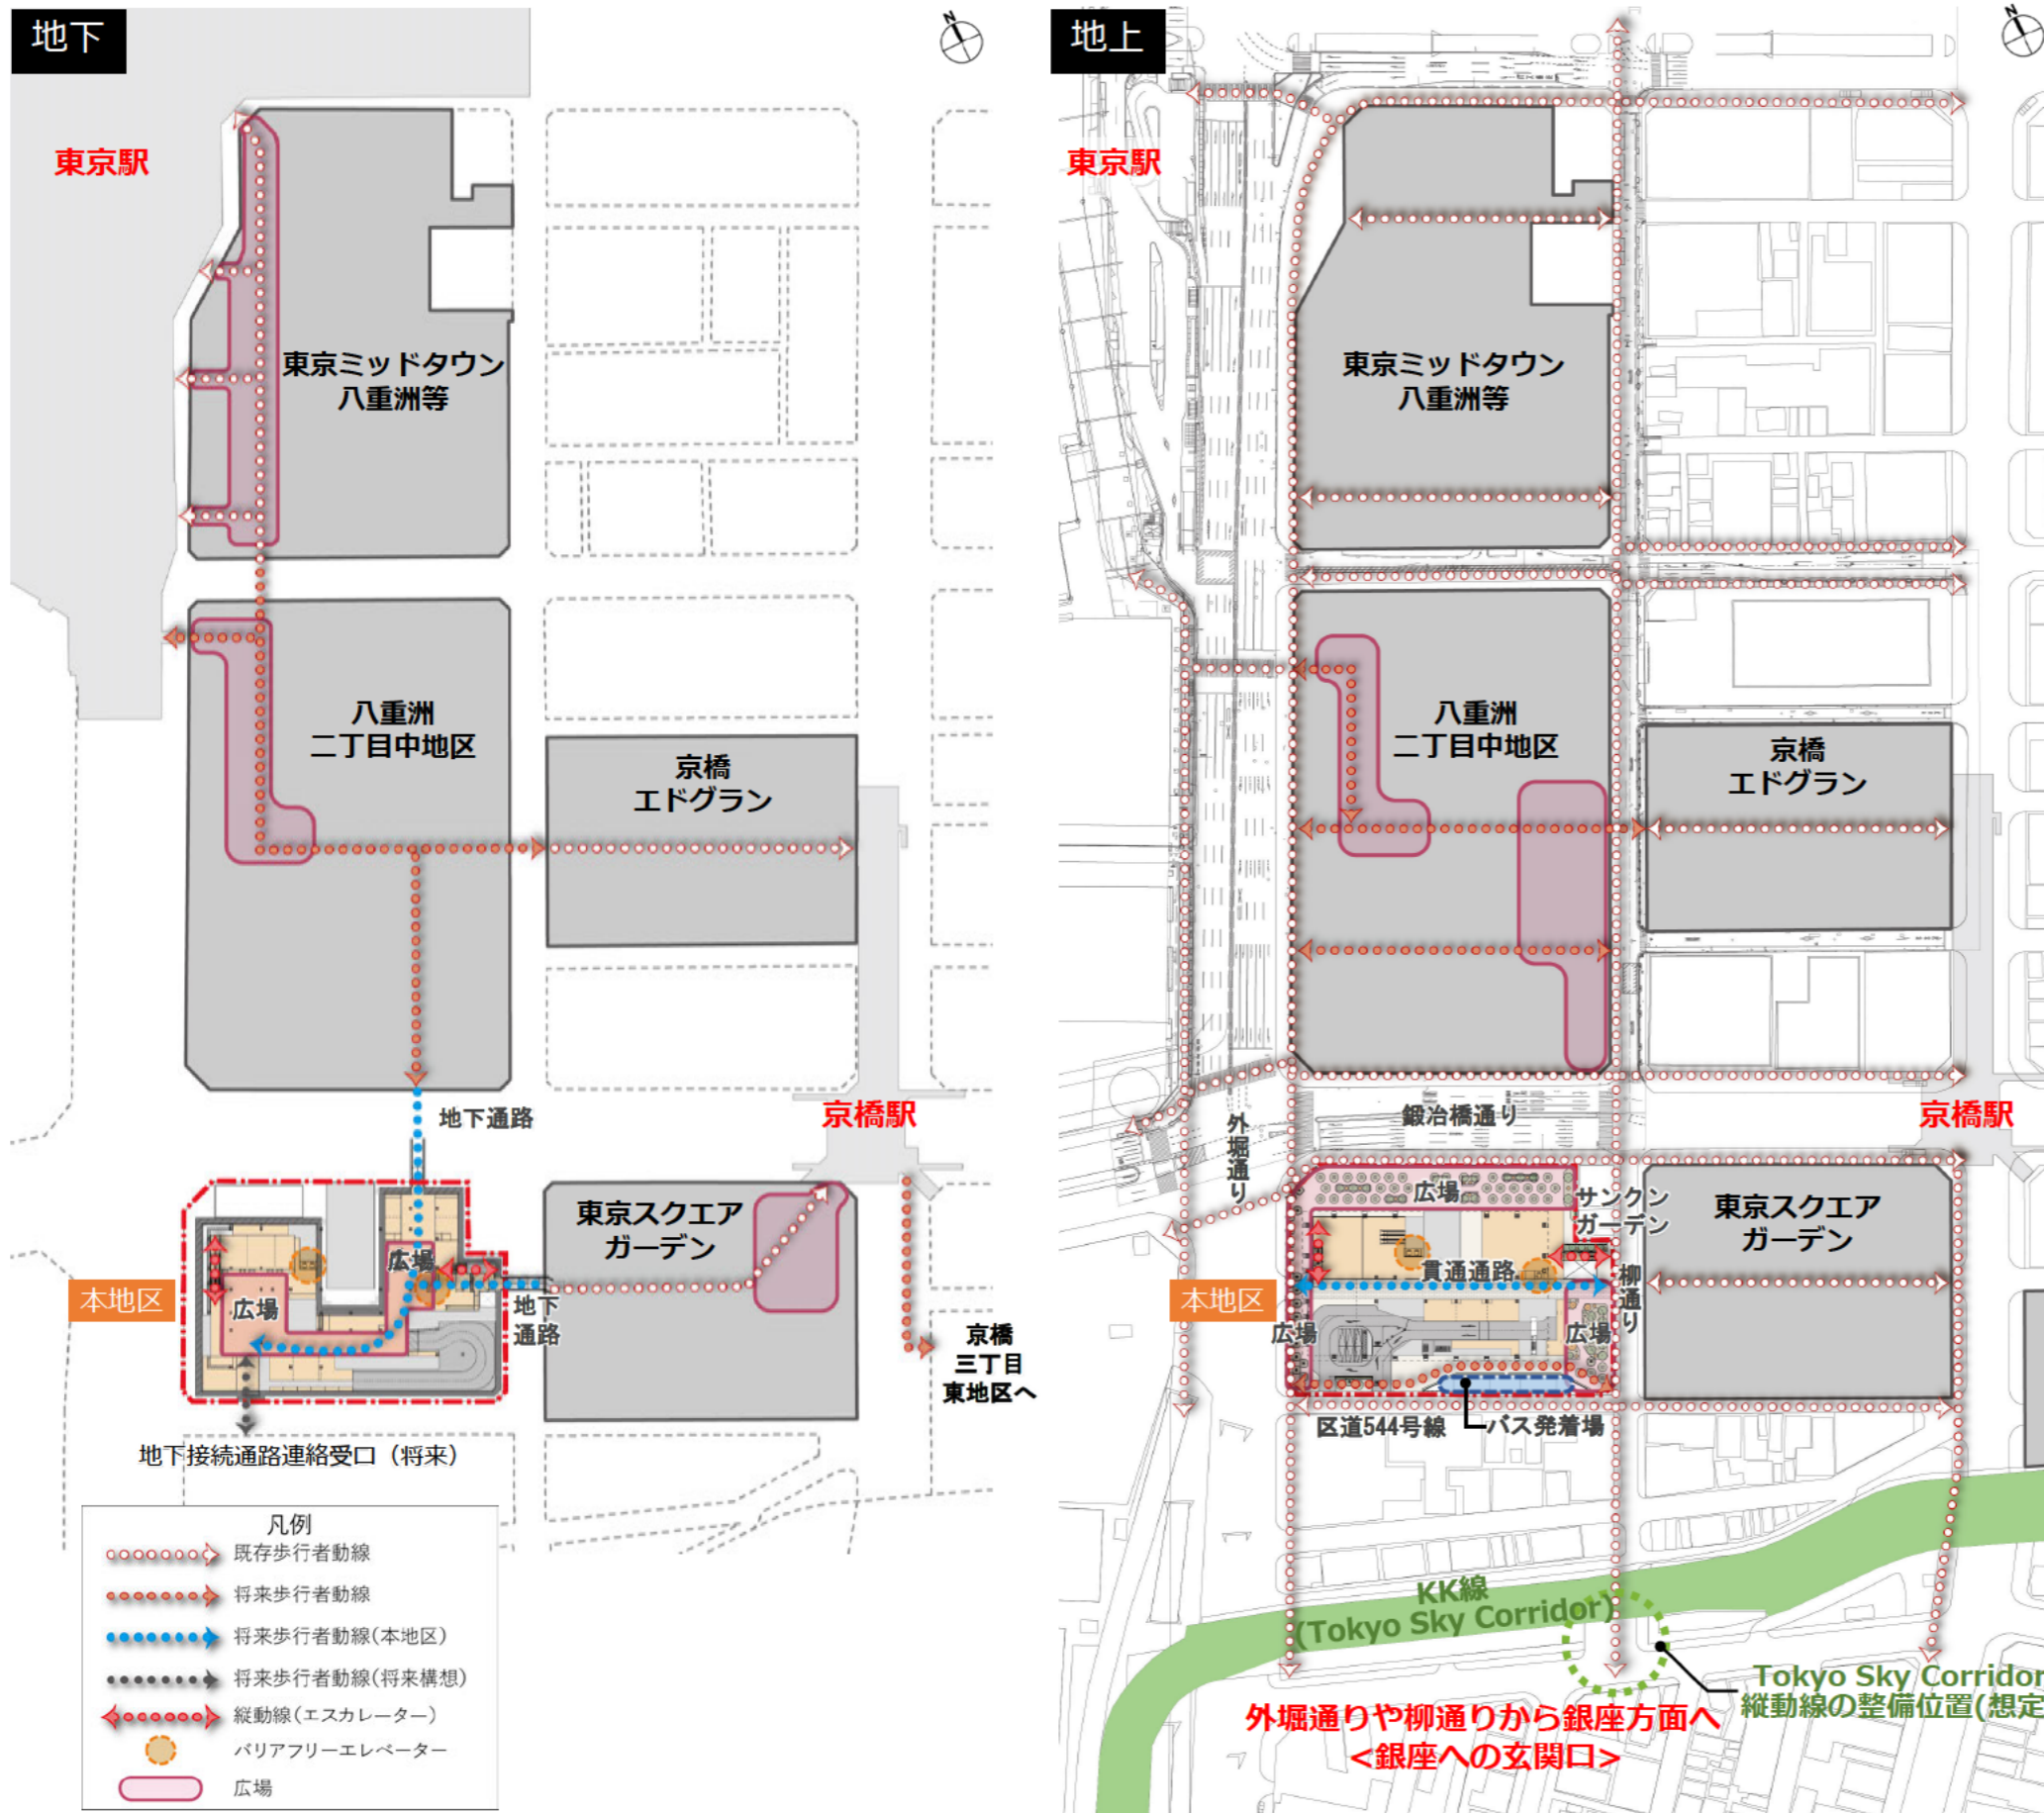 地下
N
東京駅
東京ミッドタウン
八重洲等
八重洲
二丁目中地区
京橋
エドグラン
地下通路
京橋駅
東京スクエア
ガーデン
広場
広場
本地区
地下
通路
京橋
三丁目
東地区へ
地下接続通路連絡受口（将来）
凡例
既存歩行者動線
将来歩行者動線
将来歩行者動線(本地区)
将来歩行者動線(将来構想)
縦動線(エスカレーター)
バリアフリーエレベーター
広場
地上
N
東京駅
東京ミッドタウン
八重洲等
八重洲
二丁目中地区
京橋
エドグラン
外堀通り
鍛冶橋通り
京橋駅
広場
サンクン
ガーデン
東京スクエア
ガーデン
貫通通路
柳通り
本地区
広場
広場
区道544号線
バス発着場
KK線
(Tokyo Sky Corridor)
Tokyo Sky Corridor
縦動線の整備位置(想定
外堀通りや柳通りから銀座方面へ
<銀座への玄関口>